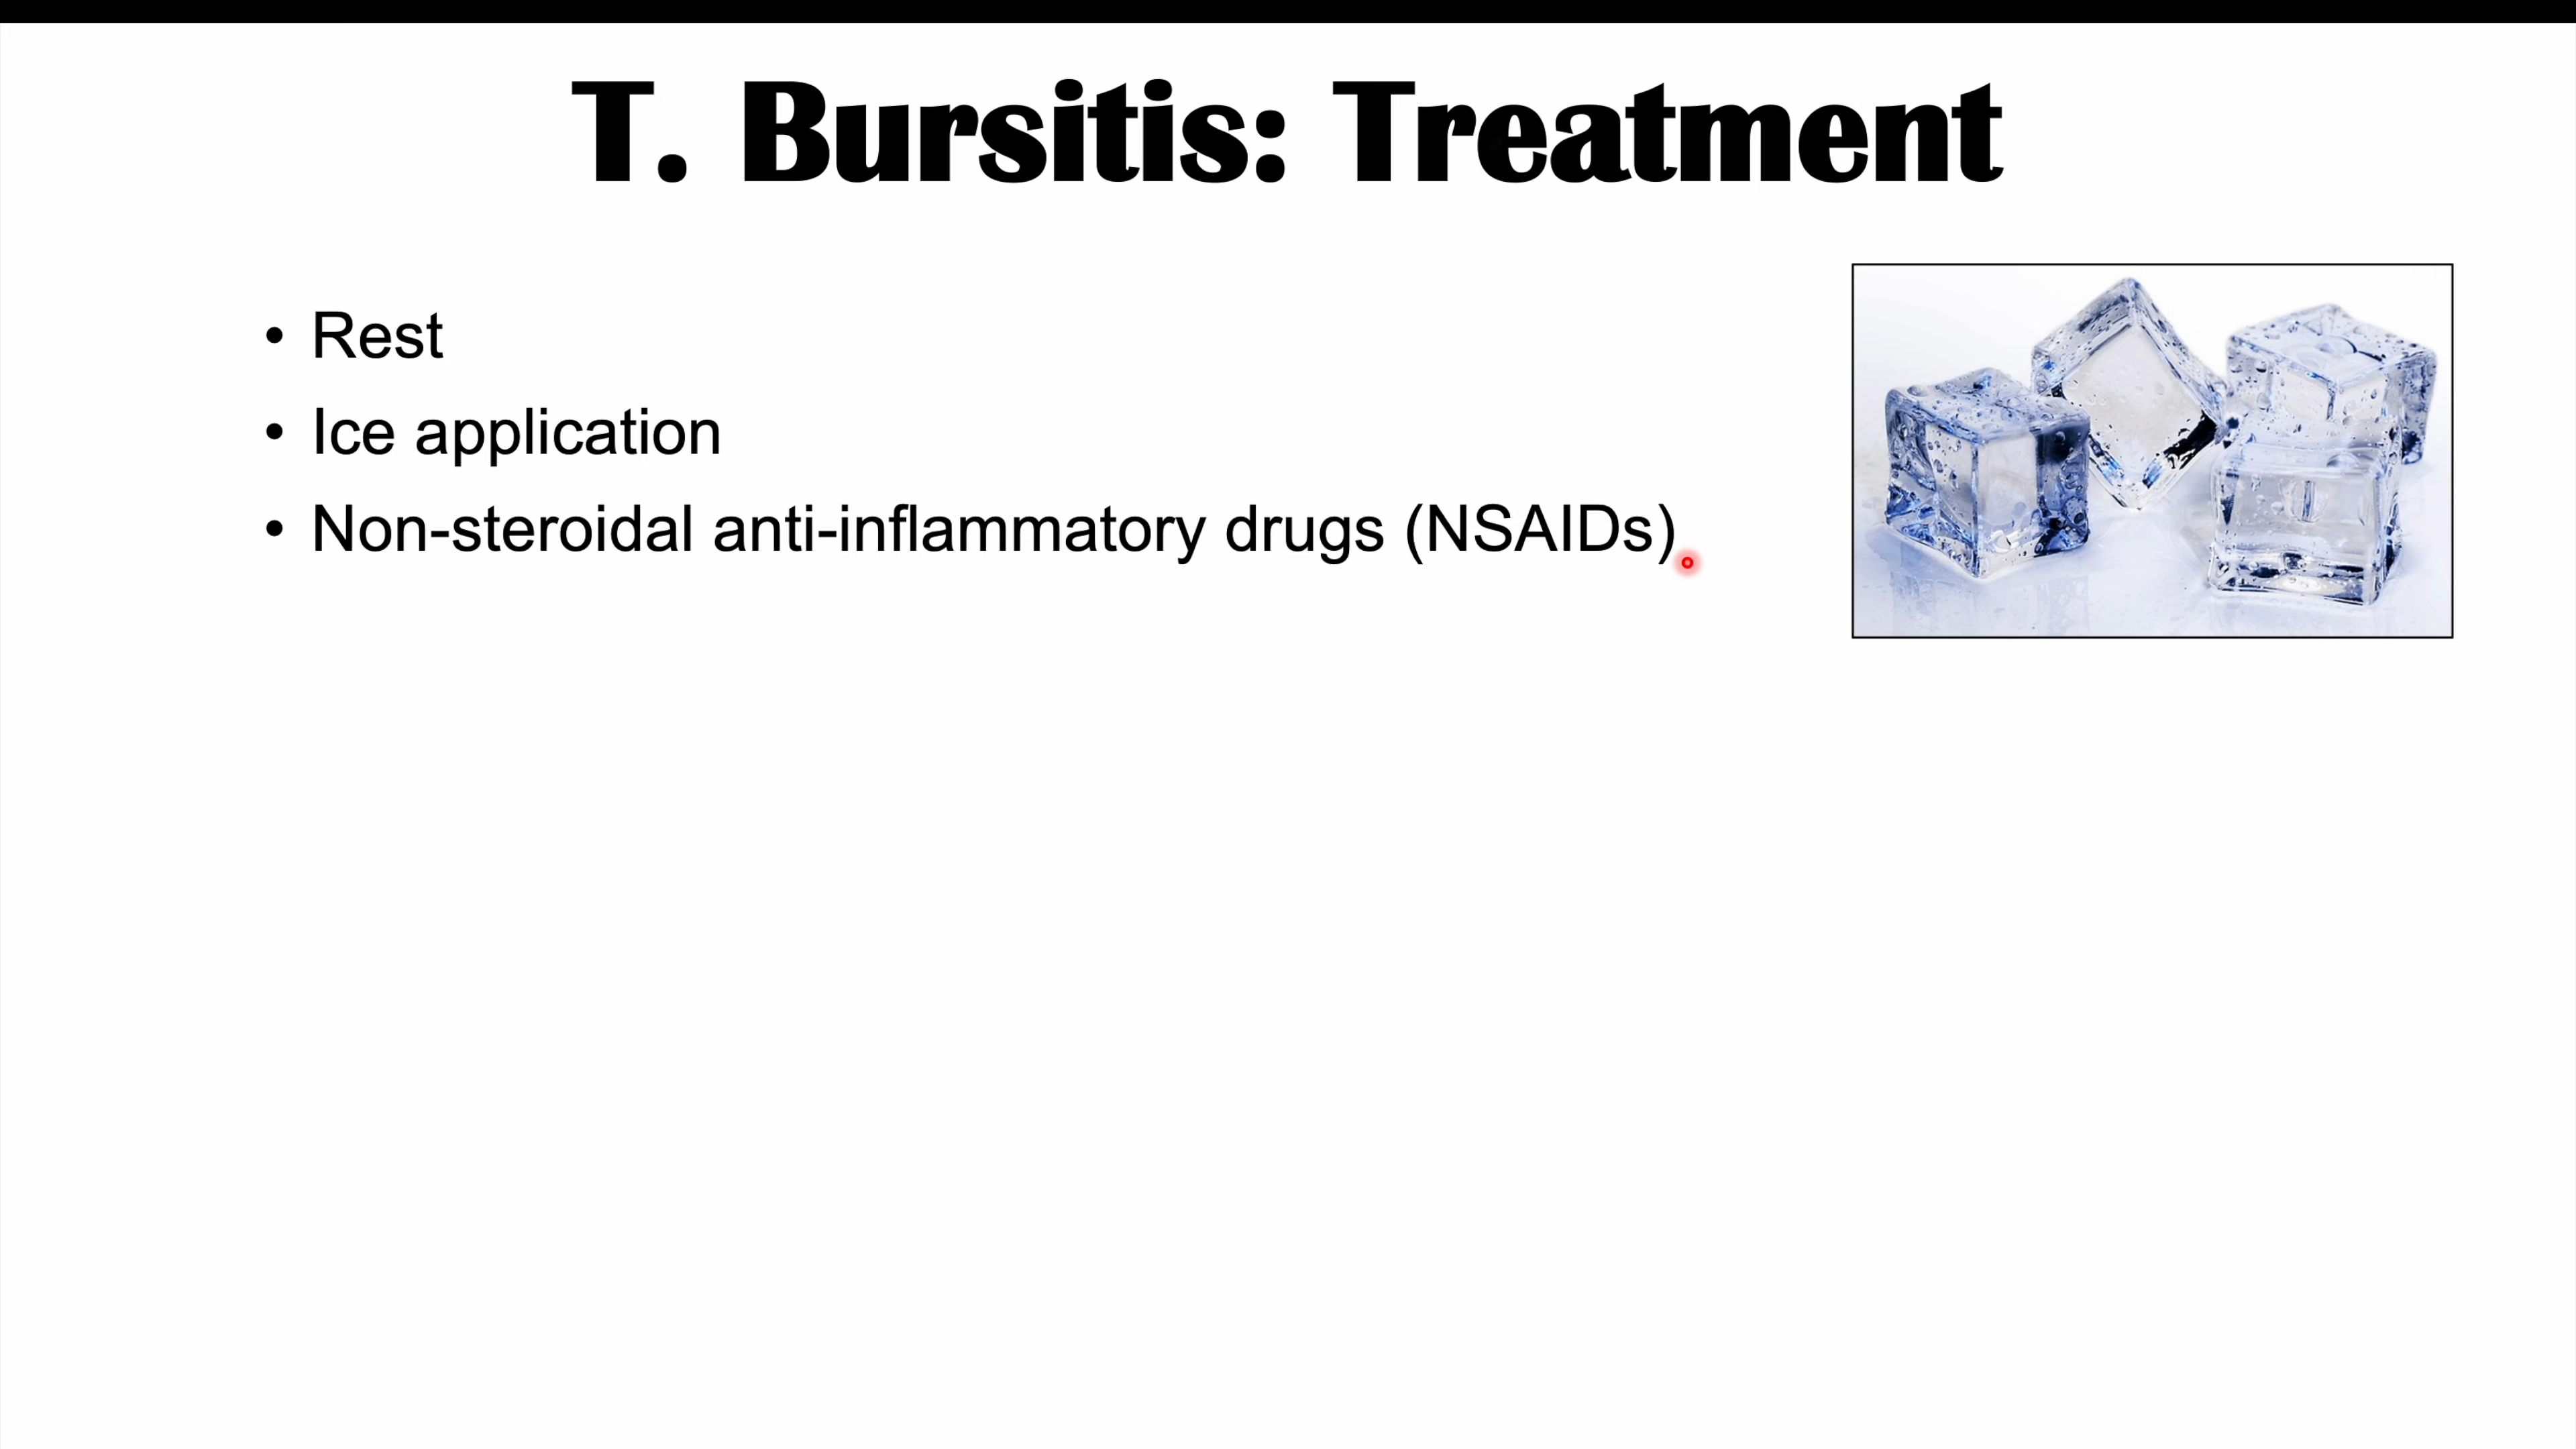 T. Bursitis: Treatment
• Rest
• Ice application
• Non-steroidal anti-inflammatory drugs (NSAIDs)